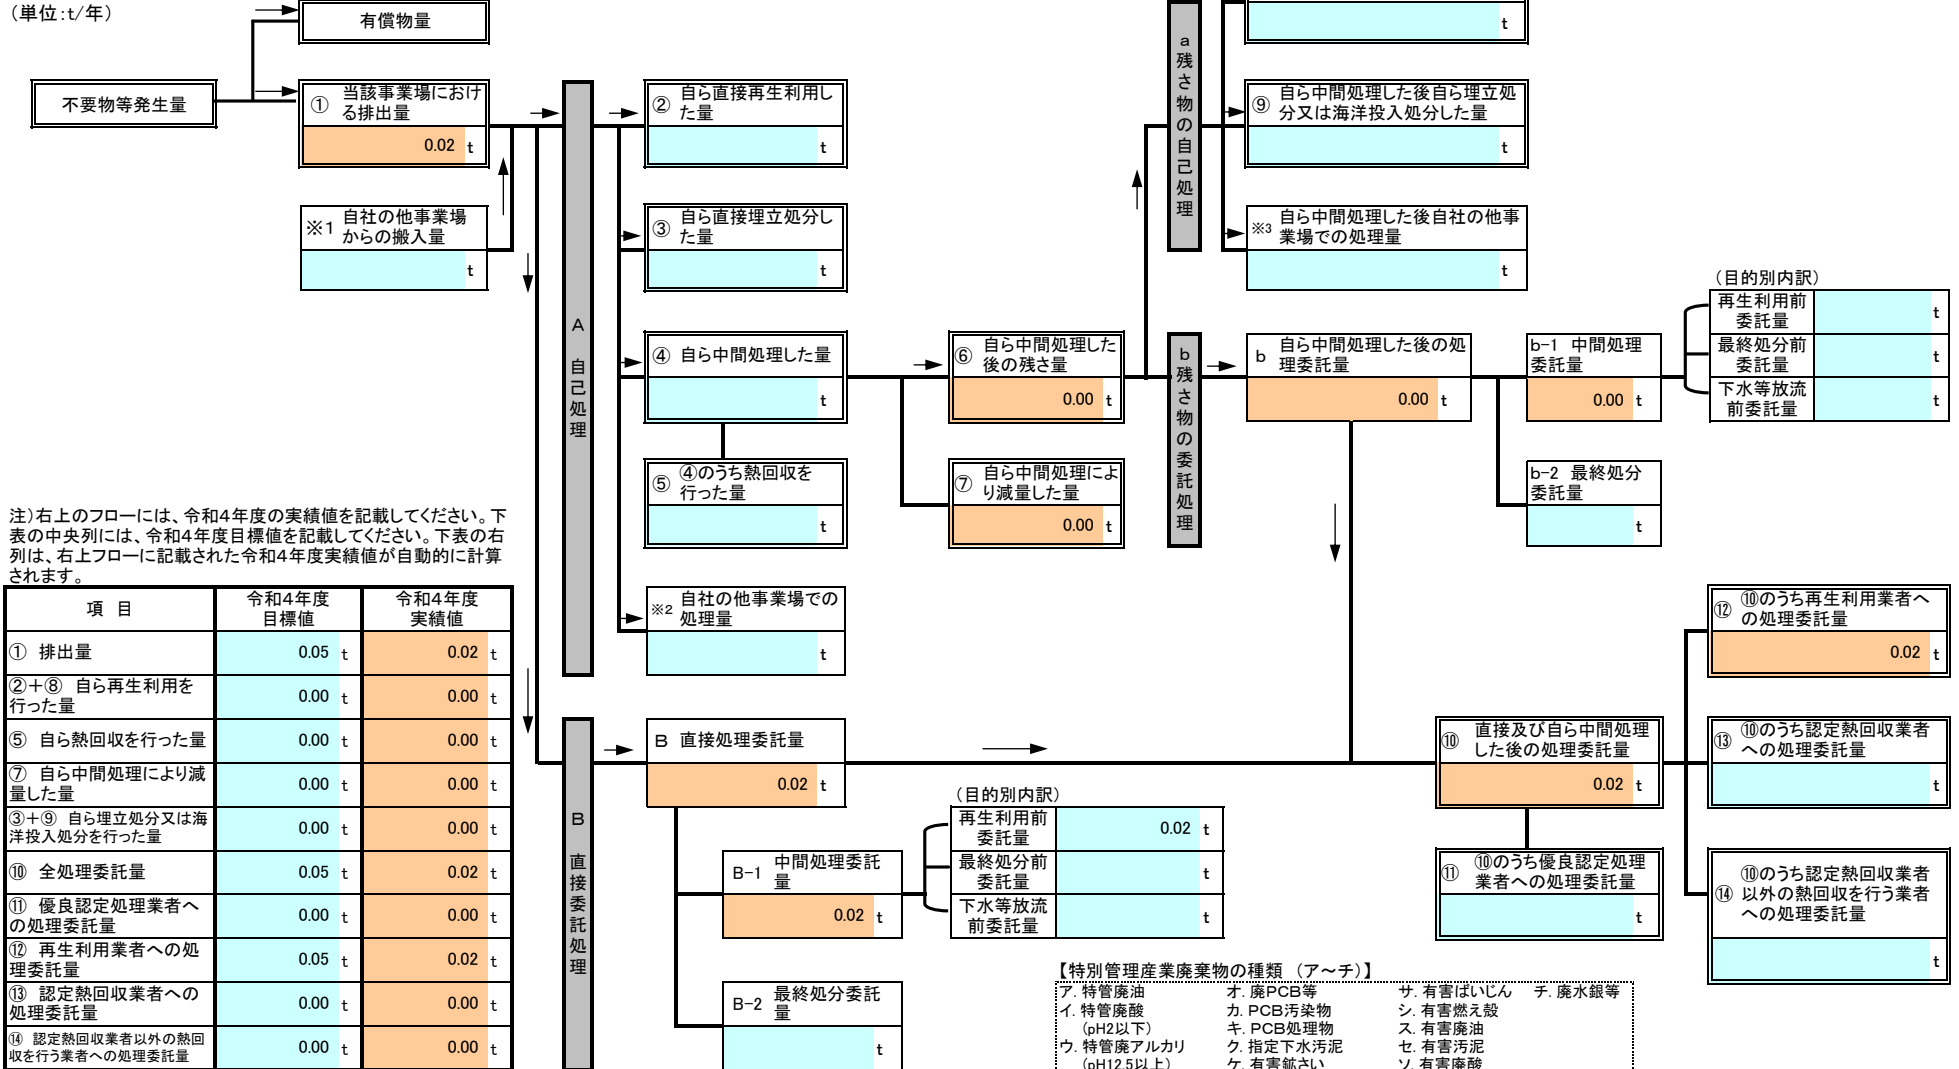 （単位：t/年）
有償物量
t
不要物等発生量
① 当該事業場におけ
る排出量
0.02 t
② 自ら直接再生利用し
た量
t
a 残さ物の自己処理
⑨ 自ら中間処理した後自ら埋立処
分又は海洋投入処分した量
t
※1 自社の他事業場
からの搬入量
t
③ 自ら直接埋立処分し
た量
t
※3 自ら中間処理した後自社の他事
業場での処理量
t
A 自己処理
④ 自ら中間処理した量
t
⑥ 自ら中間処理した
後の残さ量
0.00 t
b 残さ物の委託処理
b 自ら中間処理した後の処
理委託量
0.00 t
b-1 中間処理
委託量
0.00 t
（目的別内訳）
再生利用前
委託量
t
最終処分前
委託量
t
下水等放流
前委託量
t
⑤ ④のうち熱回収を
行った量
t
⑦ 自ら中間処理によ
り減量した量
0.00 t
b-2 最終処分
委託量
t
注）右上のフローには、令和４年度の実績値を記載してください。下
表の中央列には、令和４年度目標値を記載してください。下表の右
列は、右上フローに記載された令和４年度実績値が自動的に計算
されます。
※2 自社の他事業場での
処理量
t
項 目 令和４年度
目標値 令和４年度
実績値
① 排出量 0.05 t 0.02 t
②＋⑧ 自ら再生利用を
行った量 0.00 t 0.00 t
⑤ 自ら熱回収を行った量 0.00 t 0.00 t
⑦ 自ら中間処理により減
量した量 0.00 t 0.00 t
③＋⑨ 自ら埋立処分又は海
洋投入処分を行った量 0.00 t 0.00 t
⑩ 全処理委託量 0.05 t 0.02 t
⑪ 優良認定処理業者へ
の処理委託量 0.00 t 0.00 t
⑫ 再生利用業者への処
理委託量 0.05 t 0.02 t
⑬ 認定熱回収業者への
処理委託量 0.00 t 0.00 t
⑭ 認定熱回収業者以外の熱回
収を行う業者への処理委託量 0.00 t 0.00 t
B 直接委託処理
B 直接処理委託量
0.02 t
B-1 中間処理委託
量
0.02 t
（目的別内訳）
再生利用前
委託量
0.02 t
最終処分前
委託量
t
下水等放流
前委託量
t
B-2 最終処分委託
量
t
⑩ 直接及び自ら中間処理
した後の処理委託量
0.02 t
⑪ ⑩のうち優良認定処理
業者への処理委託量
t
⑫ ⑩のうち再生利用業者へ
の処理委託量
0.02 t
⑬ ⑩のうち認定熱回収業者
への処理委託量
t
⑭ ⑩のうち認定熱回収業者
以外の熱回収を行う業者
への処理委託量
t
【特別管理産業廃棄物の種類 （ア～チ）】
ア．特管廃油 オ．廃PCB等 サ．有害ばいじん チ．廃水銀等
イ．特管廃酸 カ．PCB汚染物 シ．有害燃え殻
（pH2以下） キ．PCB処理物 ス．有害廃油
ウ．特管廃アルカリ ク．指定下水汚泥 セ．有害汚泥
（pH12.5以上） ケ．有害鉱さい ソ．有害廃酸